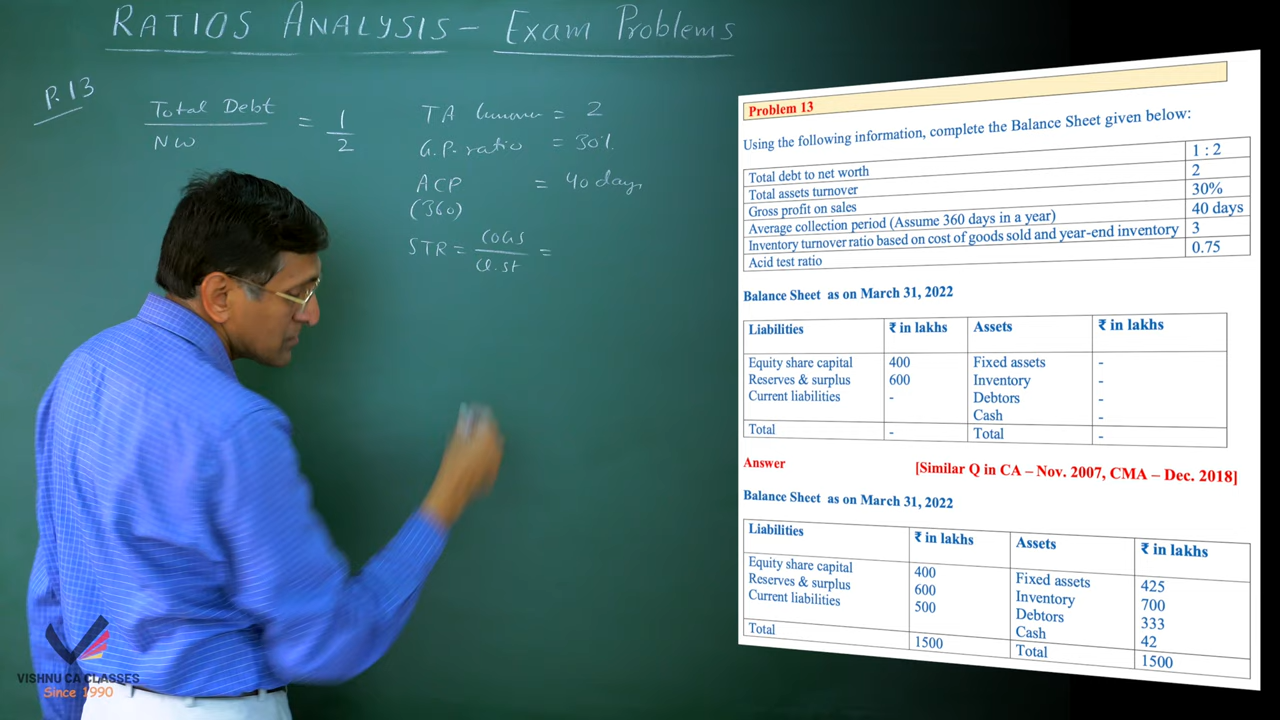 RATIOS ANALYSIS – Exam Problems
P. 13
Total Debt
NW
= 1
2
TA turnover = 2
G.P. ratio = 30%
ACP = 40 days
(360)
STR = COGS =
Cl. st
VISHNU CA CLASSES
Since 1990
Problem 13
Using the following information, complete the Balance Sheet given below:
Total debt to net worth 1 : 2
Total assets turnover 2
Gross profit on sales 30%
Average collection period (Assume 360 days in a year) 40 days
Inventory turnover ratio based on cost of goods sold and year-end inventory 3
Acid test ratio 0.75
Balance Sheet as on March 31, 2022
Liabilities ₹ in lakhs Assets ₹ in lakhs
Equity share capital 400 Fixed assets -
Reserves & surplus 600 Inventory -
Current liabilities - Debtors -
Cash -
Total - Total -
Answer [Similar Q in CA – Nov. 2007, CMA – Dec. 2018]
Balance Sheet as on March 31, 2022
Liabilities ₹ in lakhs Assets ₹ in lakhs
Equity share capital 400 Fixed assets 425
Reserves & surplus 600 Inventory 700
Current liabilities 500 Debtors 333
Cash 42
Total 1500 Total 1500